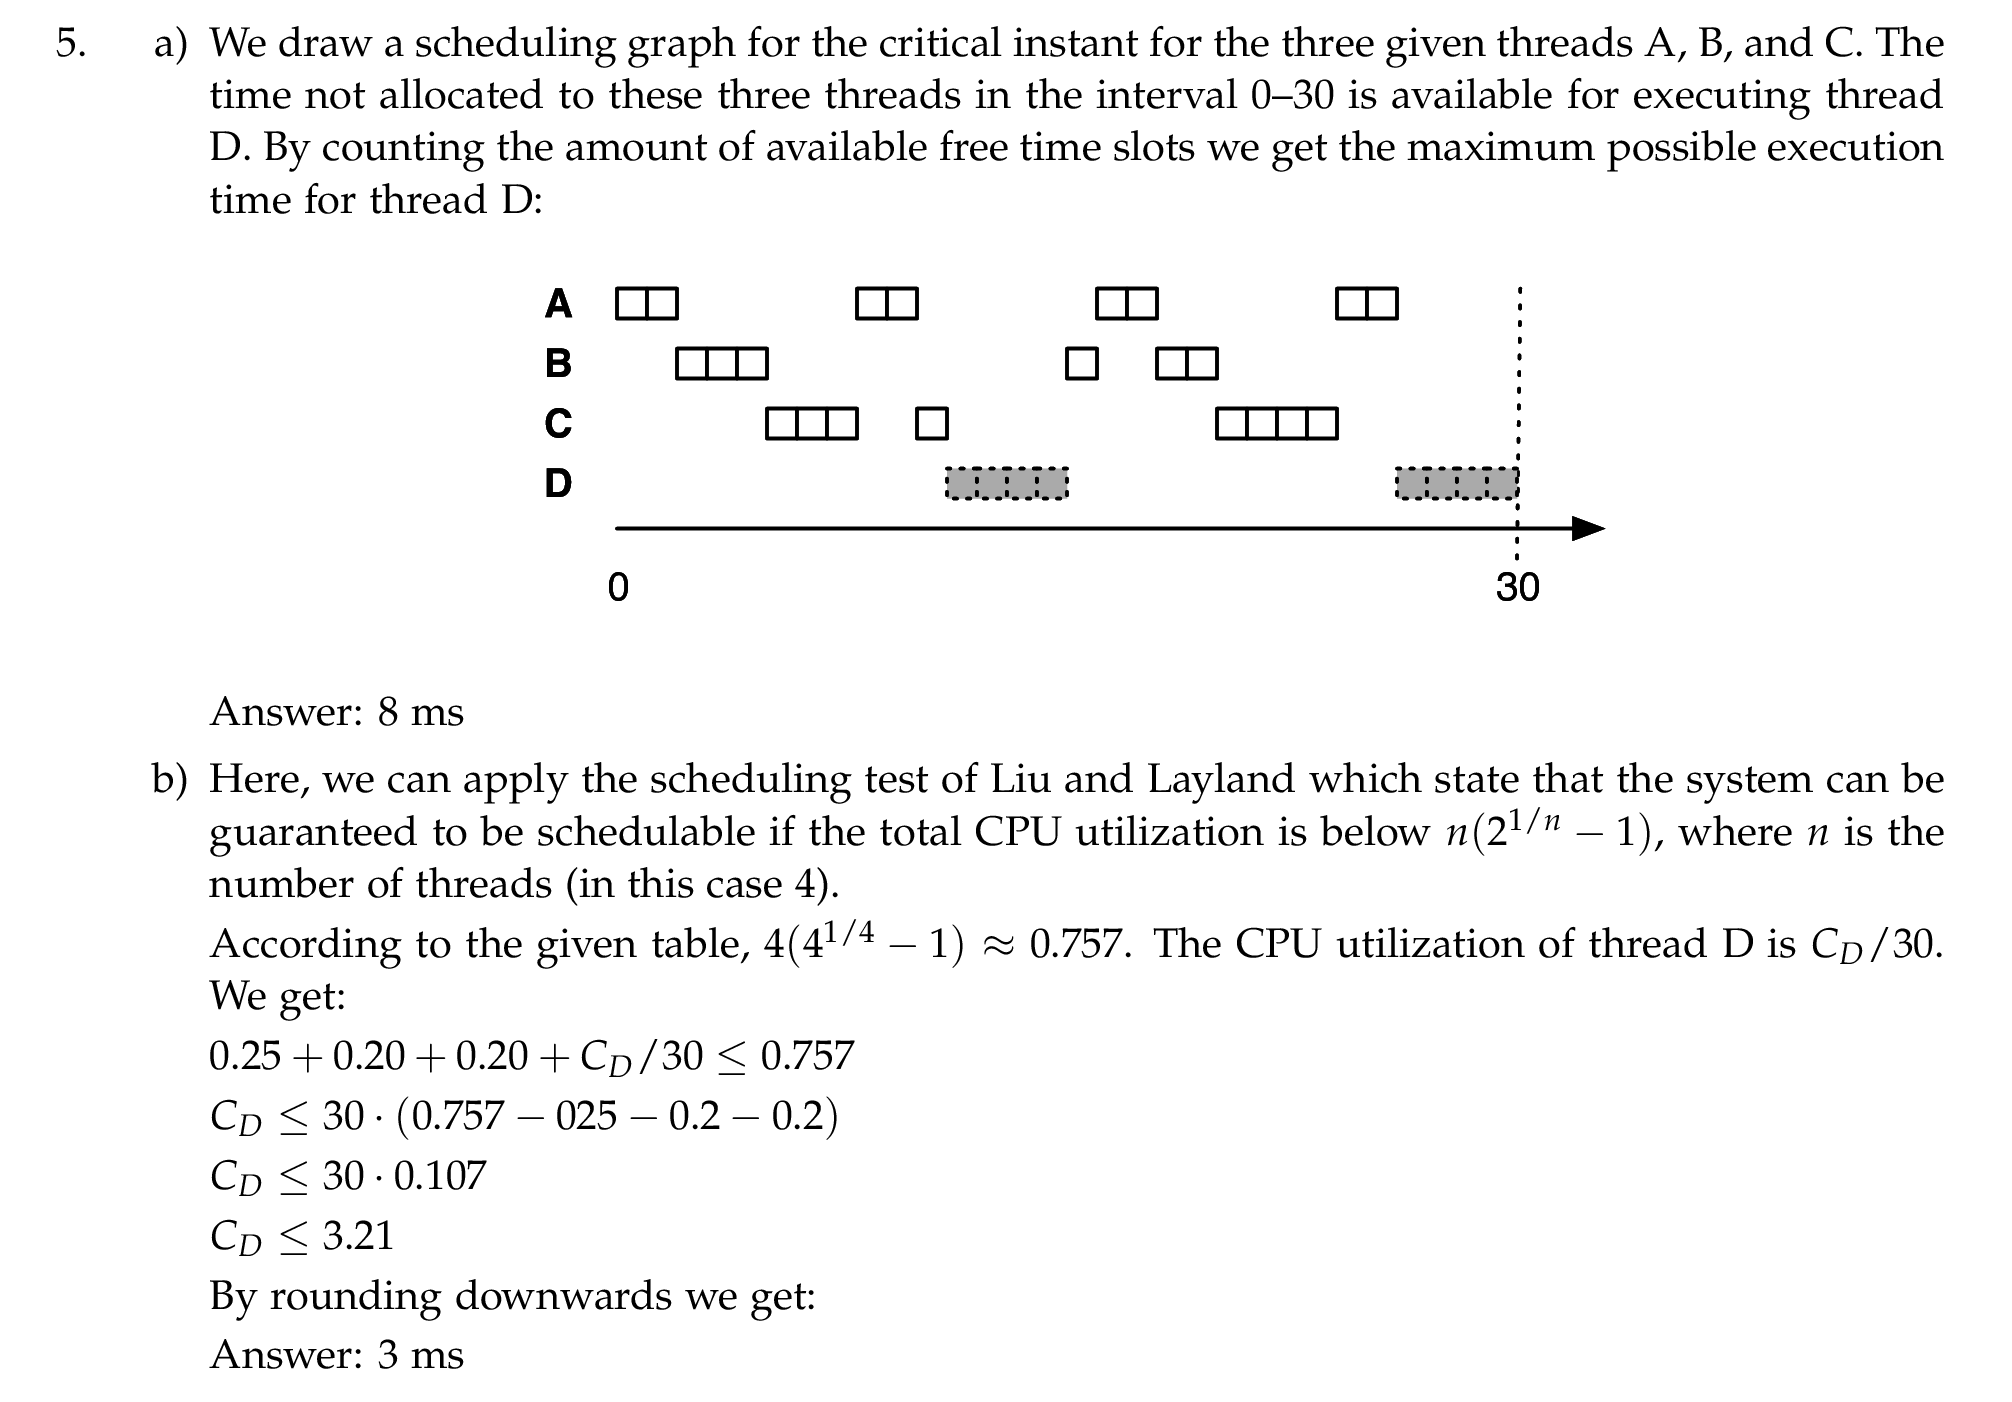 5. a) We draw a scheduling graph for the critical instant for the three given threads A, B, and C. The
time not allocated to these three threads in the interval 0–30 is available for executing thread
D. By counting the amount of available free time slots we get the maximum possible execution
time for thread D:
A
B
C
D
0 30
Answer: 8 ms
b) Here, we can apply the scheduling test of Liu and Layland which state that the system can be
guaranteed to be schedulable if the total CPU utilization is below $n(2^{1/n} - 1)$, where $n$ is the
number of threads (in this case 4).
According to the given table, $4(4^{1/4} - 1) \approx 0.757$. The CPU utilization of thread D is $C_D/30$.
We get:
$0.25 + 0.20 + 0.20 + C_D/30 \leq 0.757$
$C_D \leq 30 \cdot (0.757 - 025 - 0.2 - 0.2)$
$C_D \leq 30 \cdot 0.107$
$C_D \leq 3.21$
By rounding downwards we get:
Answer: 3 ms